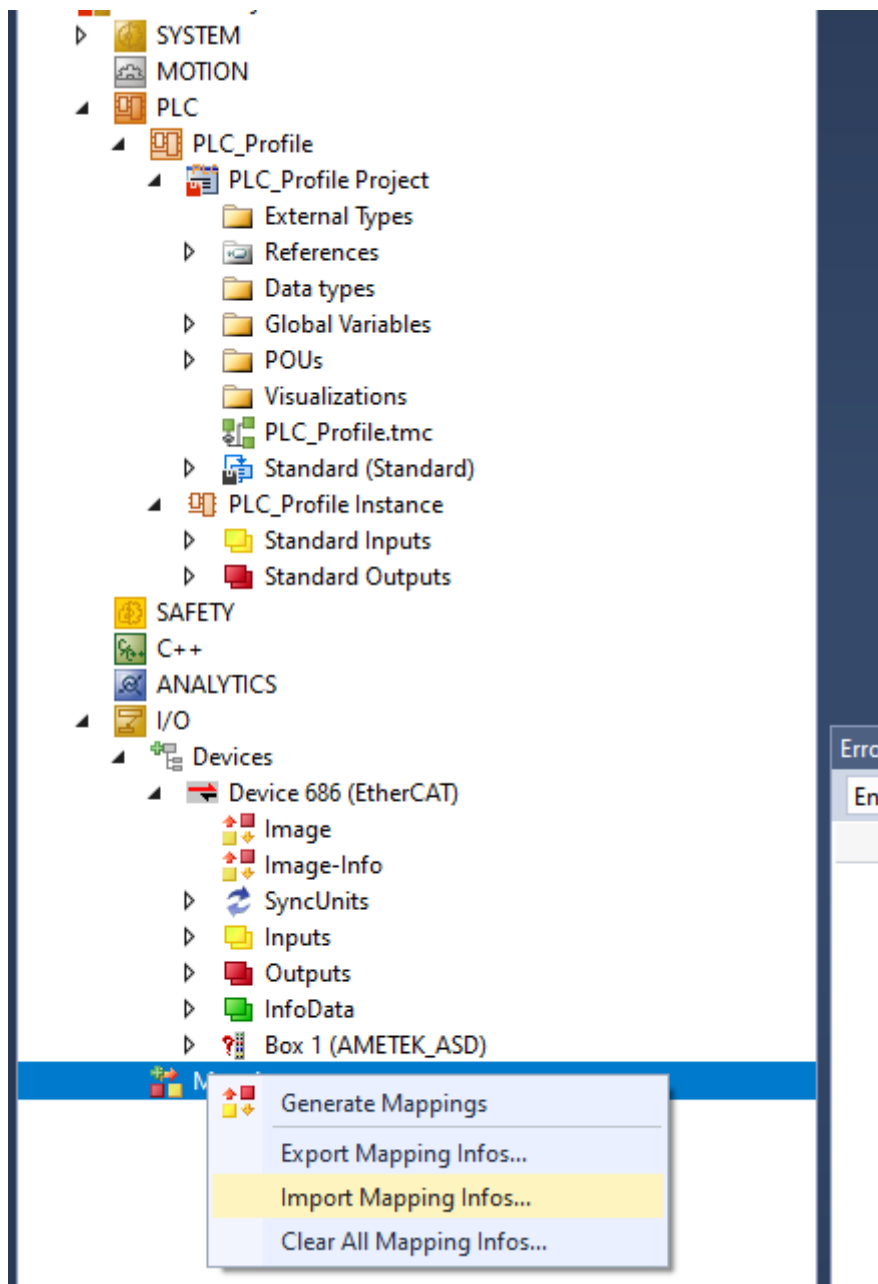 SYSTEM
MOTION
PLC
PLC_Profile
PLC_Profile Project
External Types
References
Data types
Global Variables
POUs
Visualizations
PLC_Profile.tmc
Standard (Standard)
PLC_Profile Instance
Standard Inputs
Standard Outputs
SAFETY
C++
ANALYTICS
I/O
Devices
Erro
Device 686 (EtherCAT)
En
Image
Image-Info
SyncUnits
Inputs
Outputs
InfoData
Box 1 (AMETEK_ASD)
Generate Mappings
Export Mapping Infos...
Import Mapping Infos...
Clear All Mapping Infos...